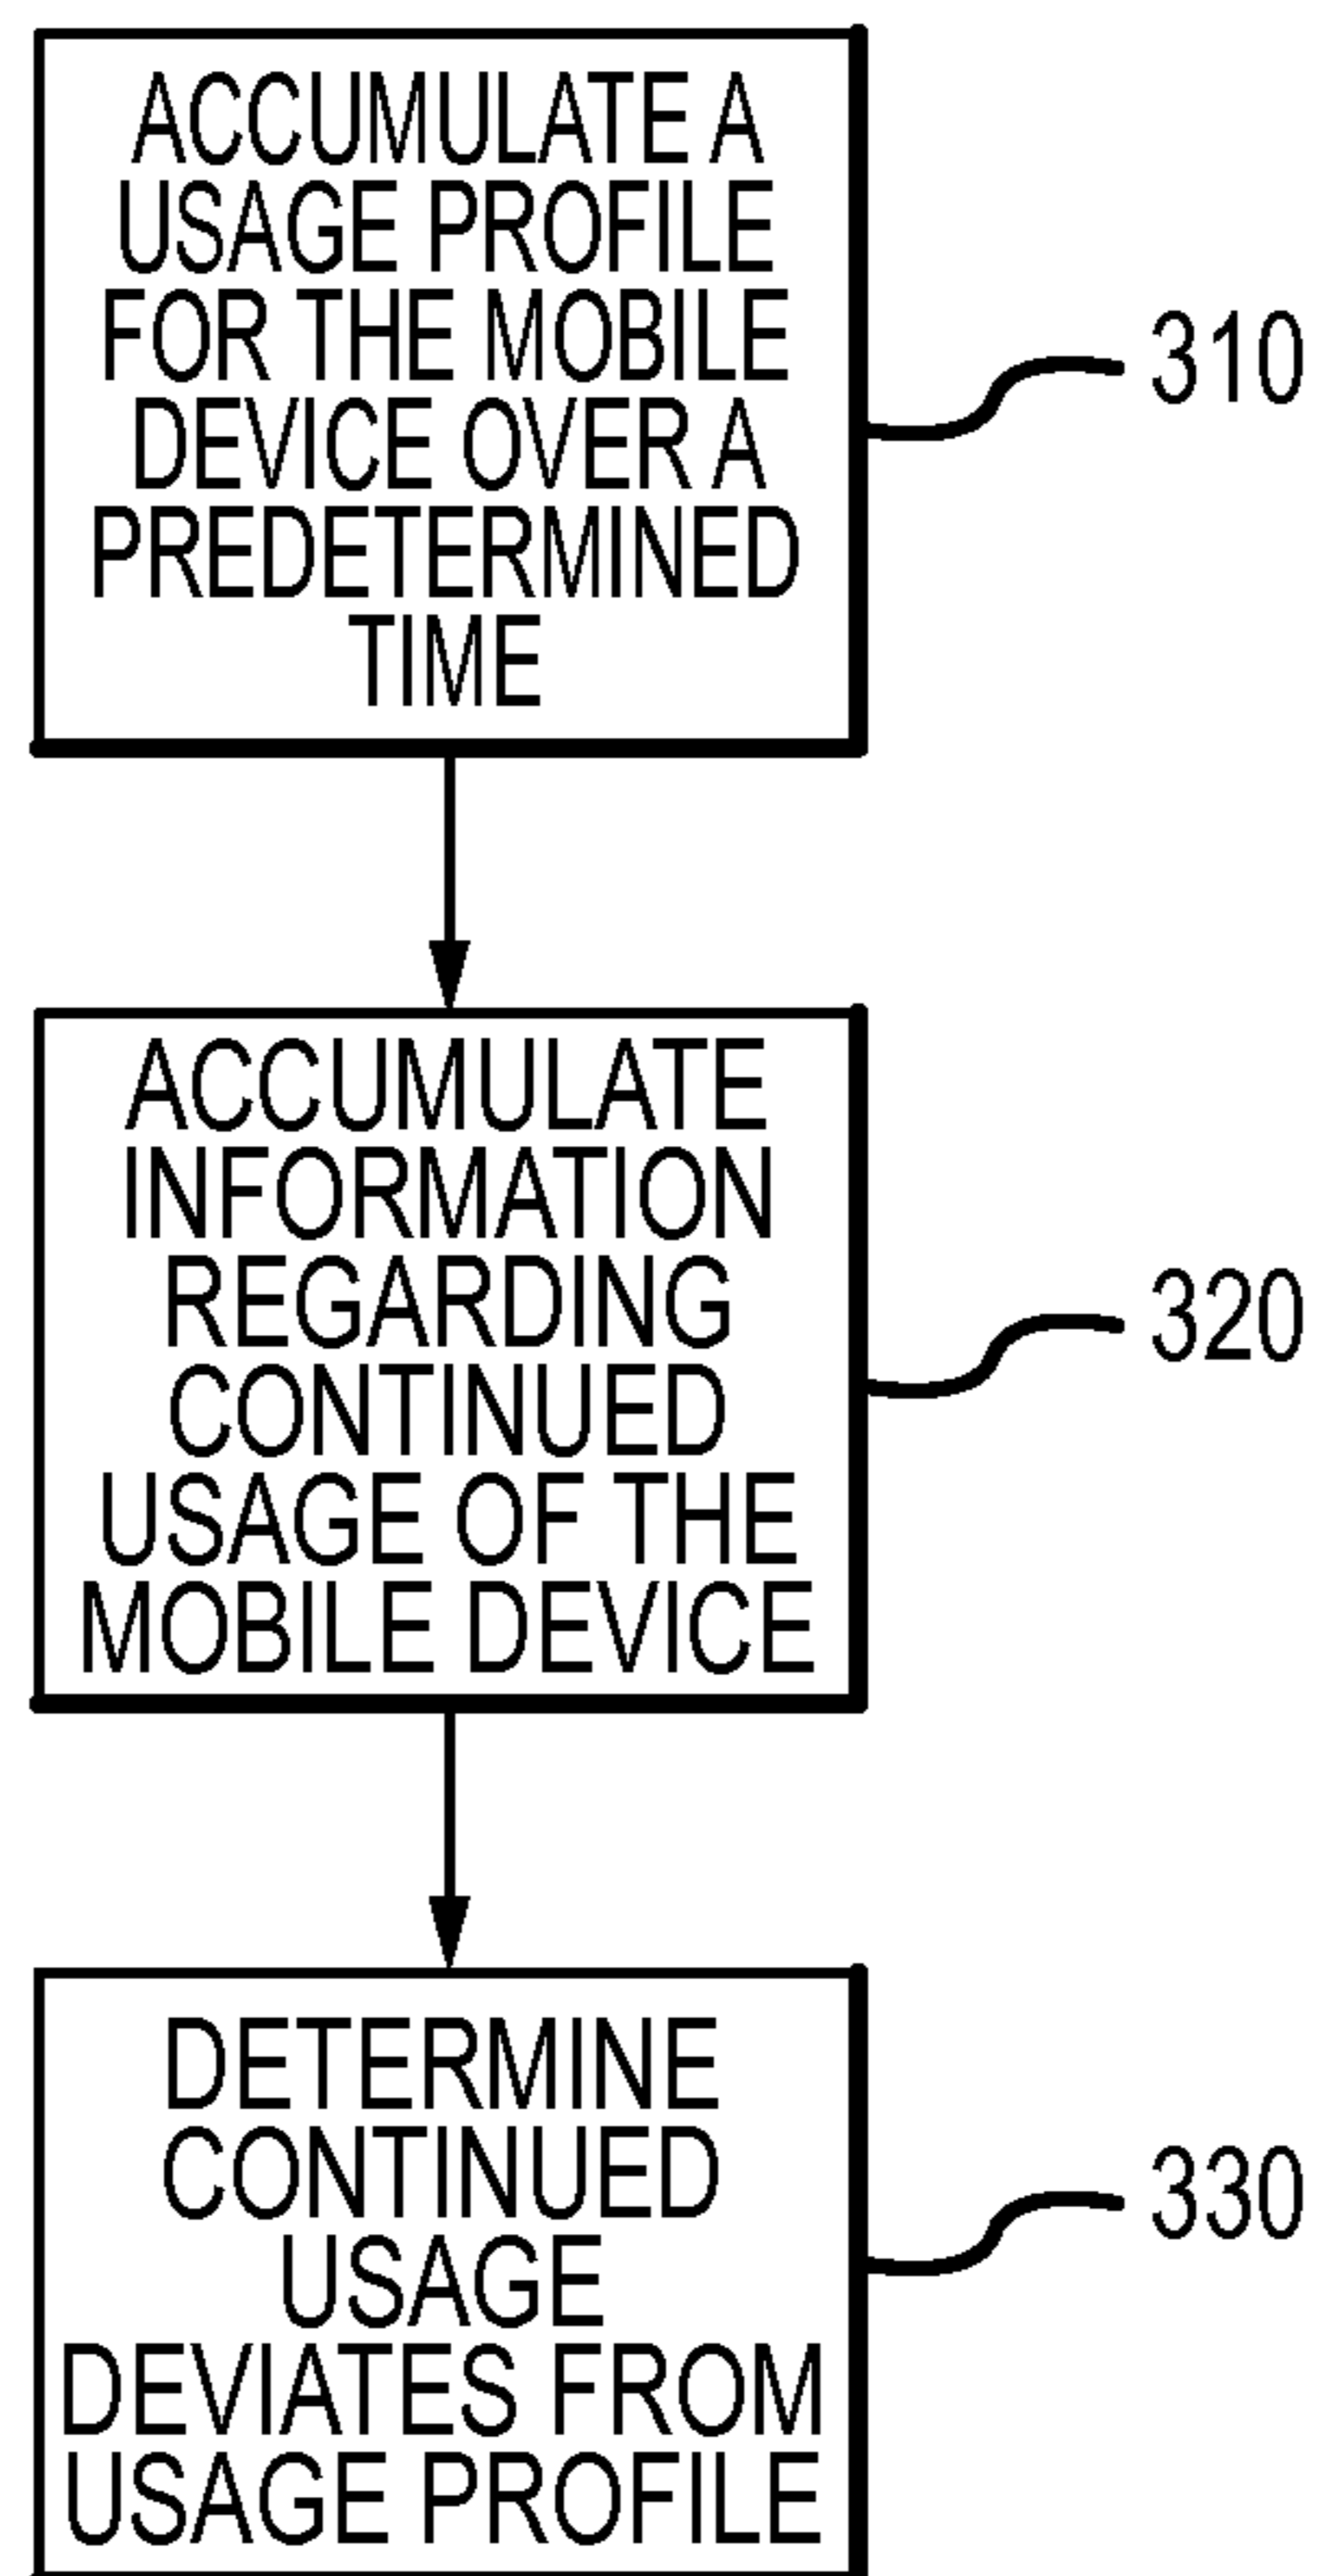 ACCUMULATE A
USAGE PROFILE
FOR THE MOBILE
DEVICE OVER A
PREDETERMINED
TIME
310
ACCUMULATE
INFORMATION
REGARDING
CONTINUED
USAGE OF THE
MOBILE DEVICE
320
DETERMINE
CONTINUED
USAGE
DEVIATES FROM
USAGE PROFILE
330